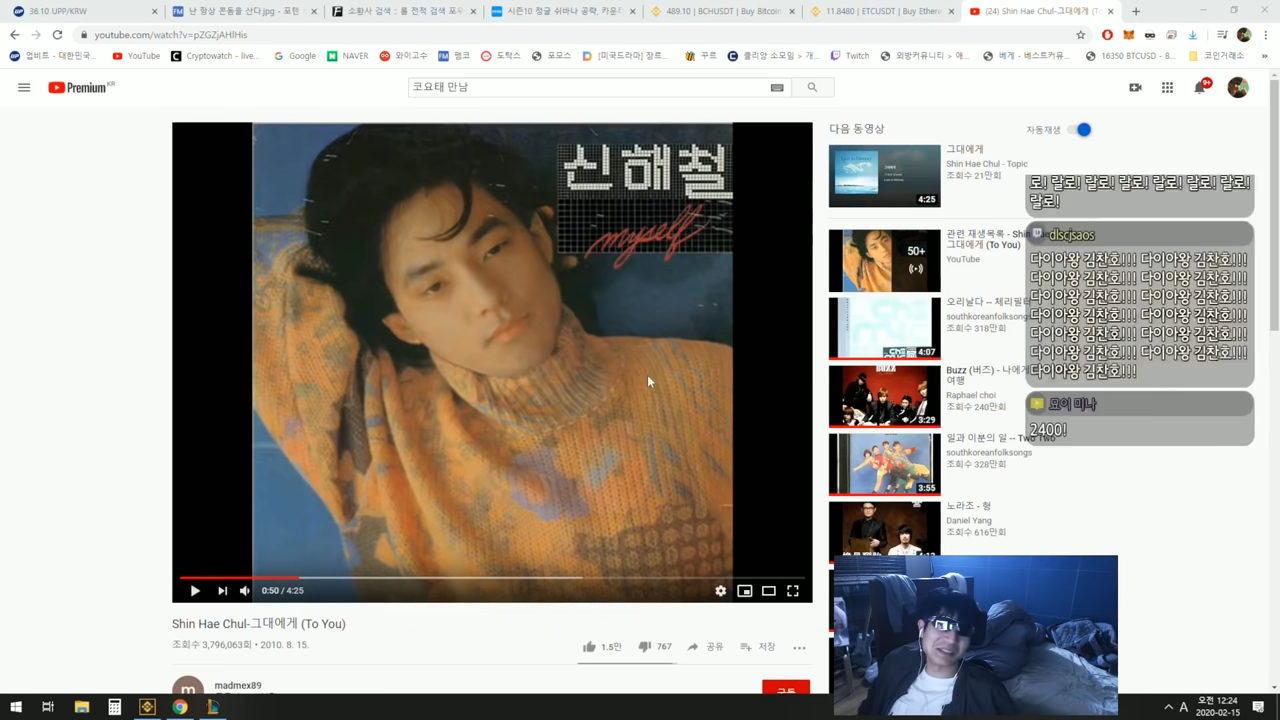 36.10 UPP/KRW
난 항상 콘돔을 산다.jpg - 포텐
소환사 검색 :: 롤 전적 검색 포우
시즌10 정글 쉬바나 공략, 카운터
489.10 | BCHUSDT | Buy Bitcoin
11.8480 | ETCUSDT | Buy Ethere
(24) Shin Hae Chul-그대에게 (T
youtube.com/watch?v=pZGZjAHlHis
업비트 - 대한민국...
YouTube
Cryptowatch - live...
Google
NAVER
와이고수
펨코
도탁스
포모스
[미국드라마] 장르...
꾸르
클리앙 소모임 > 개...
Twitch
외방커뮤니티 > 애...
베게 - 베스트커뮤...
16350 BTCUSD - B...
코인거래소
Premium KR
코요태 만남
9+
신해철
myself
0:50 / 4:25
Shin Hae Chul-그대에게 (To You)
조회수 3,796,063회 • 2010. 8. 15.
1.5만
767
공유
저장
madmex89
구독
다음 동영상
자동재생
그대에게
Shin Hae Chul - Topic
조회수 21만회
4:25
관련 재생목록 - Shin
그대에게 (To You)
YouTube
50+
오리날다 -- 체리필터
southkoreanfolksongs
조회수 318만회
4:07
Buzz (버즈) - 나에게
여행
Raphael choi
조회수 240만회
BUZZ
3:29
일과 이분의 일 -- Two Two
southkoreanfolksongs
조회수 328만회
3:55
노라조 - 형
Daniel Yang
조회수 616만회
로! 랄로! 랄로! 랄로! 랄로! 랄로! 랄로!
랄로!
dlscjsaos
다이아왕 김찬호!!! 다이아왕 김찬호!!!
다이아왕 김찬호!!! 다이아왕 김찬호!!!
다이아왕 김찬호!!! 다이아왕 김찬호!!!
다이아왕 김찬호!!! 다이아왕 김찬호!!!
다이아왕 김찬호!!! 다이아왕 김찬호!!!
다이아왕 김찬호!!! 다이아왕 김찬호!!!
다이아왕 김찬호!!!
묘이 미나
2400!
A
오전 12:24
2020-02-15